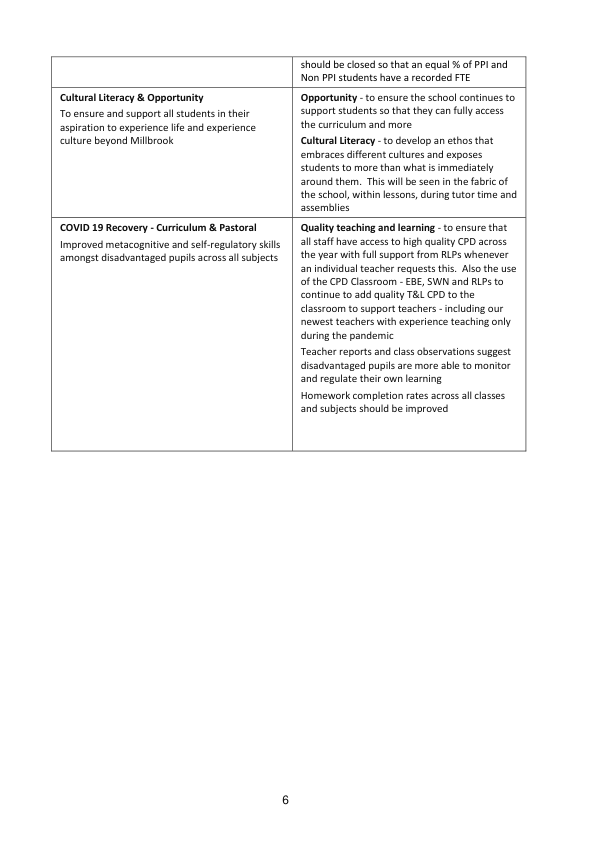 should be closed so that an equal % of PPI and
Non PPI students have a recorded FTE
Cultural Literacy & Opportunity
To ensure and support all students in their
aspiration to experience life and experience
culture beyond Millbrook
Opportunity - to ensure the school continues to
support students so that they can fully access
the curriculum and more
Cultural Literacy - to develop an ethos that
embraces different cultures and exposes
students to more than what is immediately
around them.  This will be seen in the fabric of
the school, within lessons, during tutor time and
assemblies
COVID 19 Recovery - Curriculum & Pastoral
Improved metacognitive and self-regulatory skills
amongst disadvantaged pupils across all subjects
Quality teaching and learning - to ensure that
all staff have access to high quality CPD across
the year with full support from RLPs whenever
an individual teacher requests this.  Also the use
of the CPD Classroom - EBE, SWN and RLPs to
continue to add quality T&L CPD to the
classroom to support teachers - including our
newest teachers with experience teaching only
during the pandemic
Teacher reports and class observations suggest
disadvantaged pupils are more able to monitor
and regulate their own learning
Homework completion rates across all classes
and subjects should be improved
6